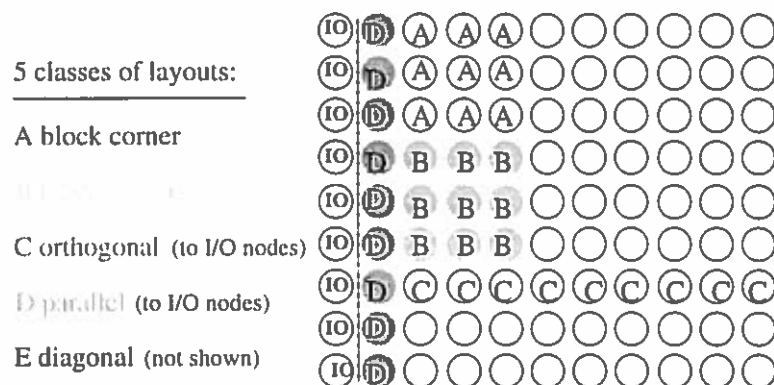 5 classes of layouts:
A block corner
C orthogonal (to I/O nodes)
D parallel (to I/O nodes)
E diagonal (not shown)
IO D A A A
IO D A A A
IO D A A A
IO D B B B
IO D B B B
IO D B B B
IO D C C C C C C C C C
IO D
IO D